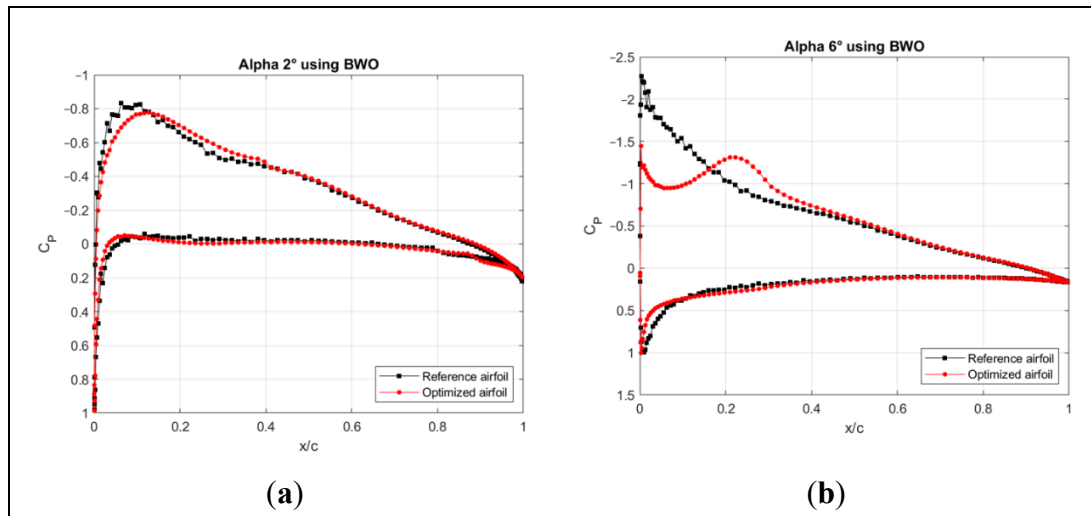 Alpha 2° using BWO
−1
-0.8
-0.6
-0.4
-0.2
0
0.2
0.4
0.6
0.8
1
C_P
0 0.2 0.4 0.6 0.8 1
x/c
Reference airfoil
Optimized airfoil
(a)
Alpha 6° using BWO
−2.5
-2
-1.5
-1
-0.5
0
0.5
1
1.5
C_P
0 0.2 0.4 0.6 0.8 1
x/c
Reference airfoil
Optimized airfoil
(b)